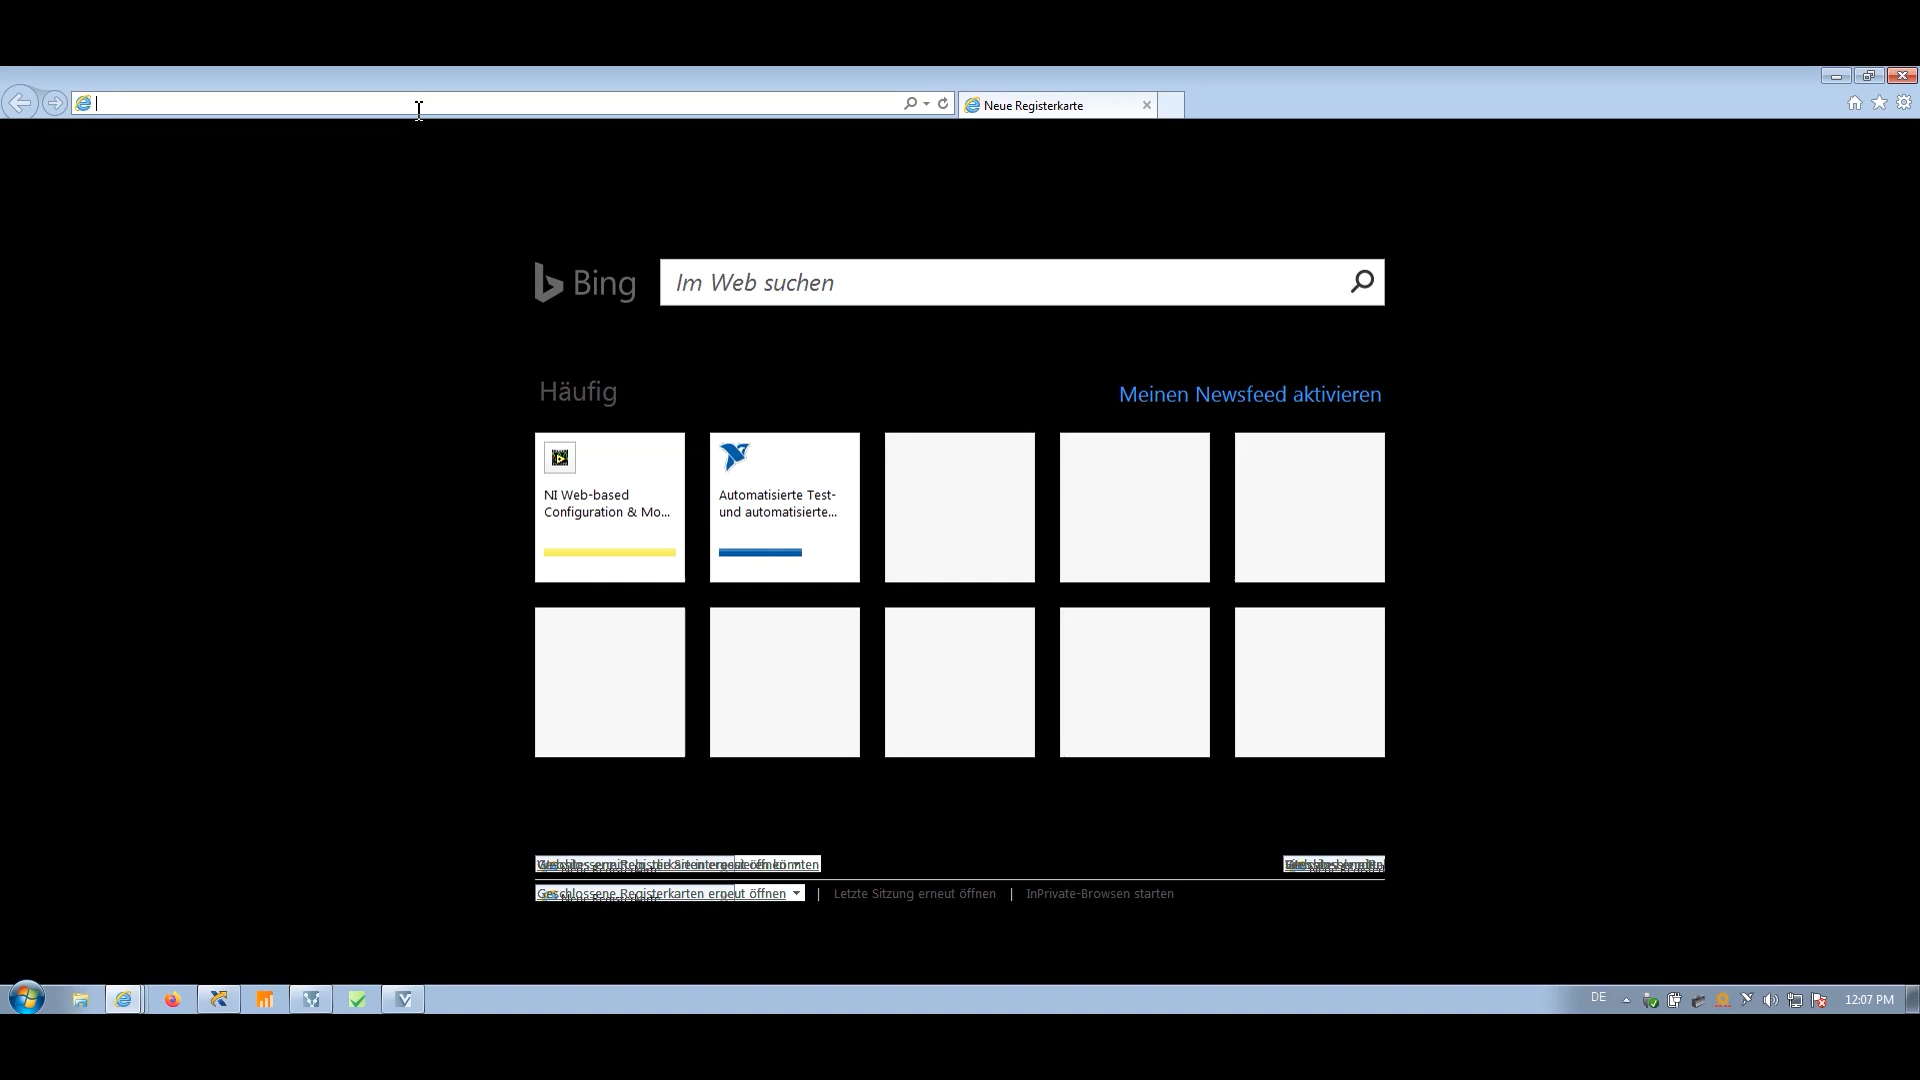 Neue Registerkarte
Bing
Im Web suchen
Häufig
Meinen Newsfeed aktivieren
NI Web-based
Configuration & Mo...
Automatisierte Test-
und automatisierte...
Geschlossene Registerkarten erneut öffnen | Letzte Sitzung erneut öffnen | InPrivate-Browsen starten
DE
12:07 PM